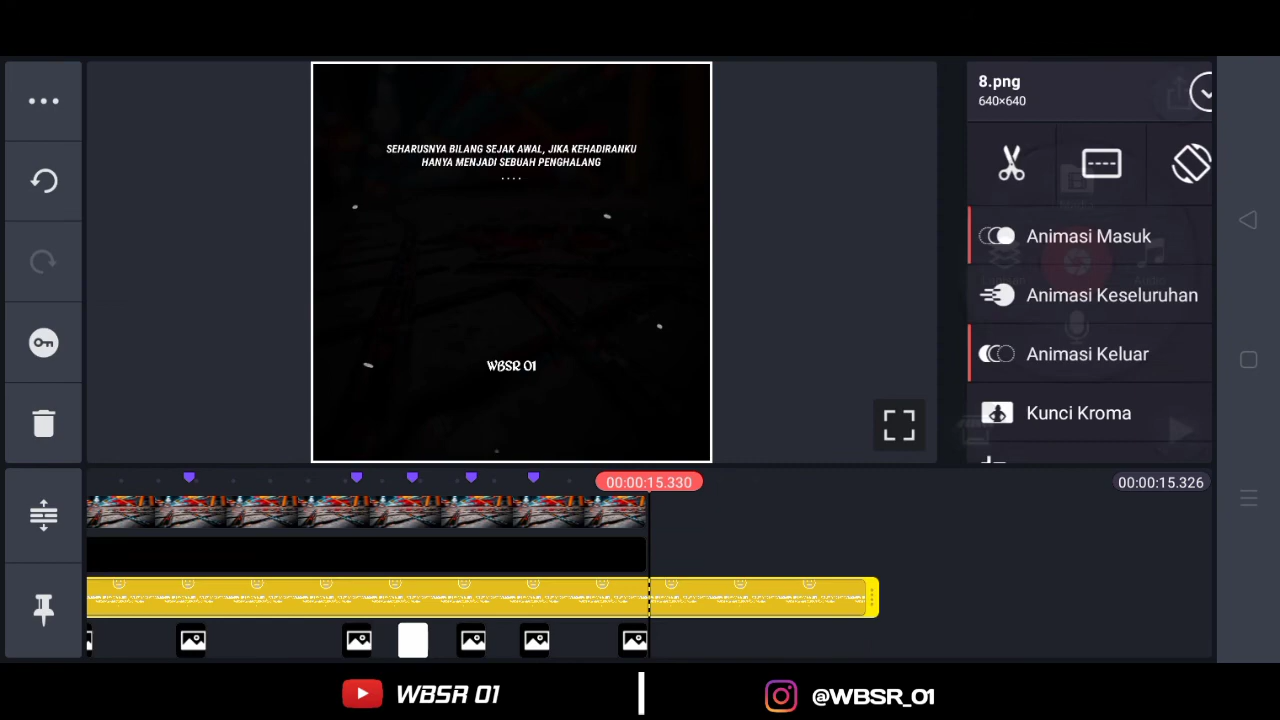 8.png
640×640
SEHARUSNYA BILANG SEJAK AWAL, JIKA KEHADIRANKU
HANYA MENJADI SEBUAH PENGHALANG
. . . .
WBSR 01
Animasi Masuk
Animasi Keseluruhan
Animasi Keluar
Kunci Kroma
00:00:15.330
00:00:15.326
WBSR 01
@WBSR_01